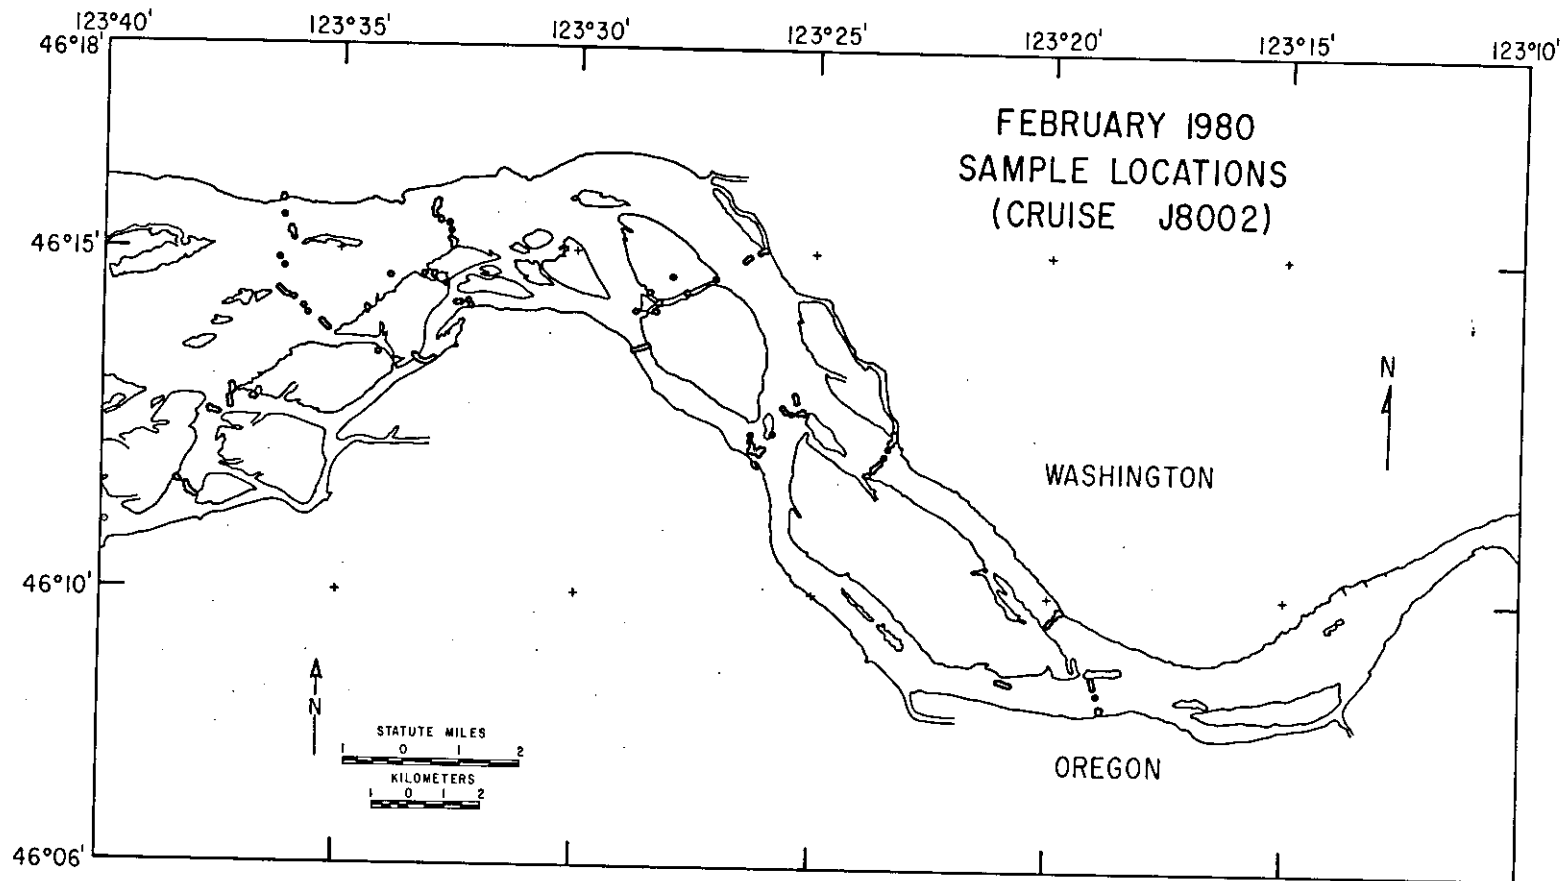 123°40' 123°35' 123°30' 123°25' 123°20' 123°15' 123°10'
46°18'
FEBRUARY 1980
SAMPLE LOCATIONS
(CRUISE J8002)
46°15'
N
WASHINGTON
46°10'
N
STATUTE MILES
1 0 1 2
KILOMETERS
1 0 1 2
OREGON
46°06'